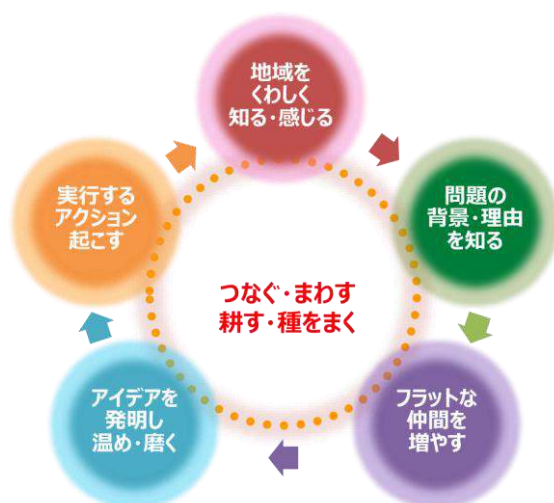 地域を
くわしく
知る・感じる
問題の
背景・理由
を知る
フラットな
仲間を
増やす
アイデアを
発明し
温め・磨く
実行する
アクション
起こす
つなぐ・まわす
耕す・種をまく